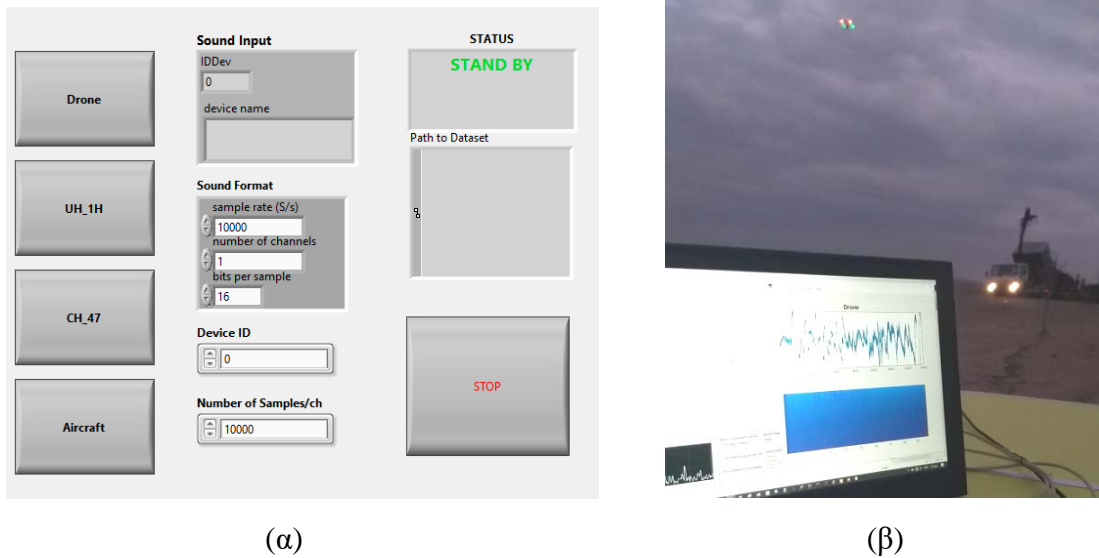 Drone
UH_1H
CH_47
Aircraft
Sound Input
IDDev
0
device name
Sound Format
sample rate (S/s)
10000
number of channels
1
bits per sample
16
Device ID
0
Number of Samples/ch
10000
STATUS
STAND BY
Path to Dataset
STOP
Drone
(α)
(β)